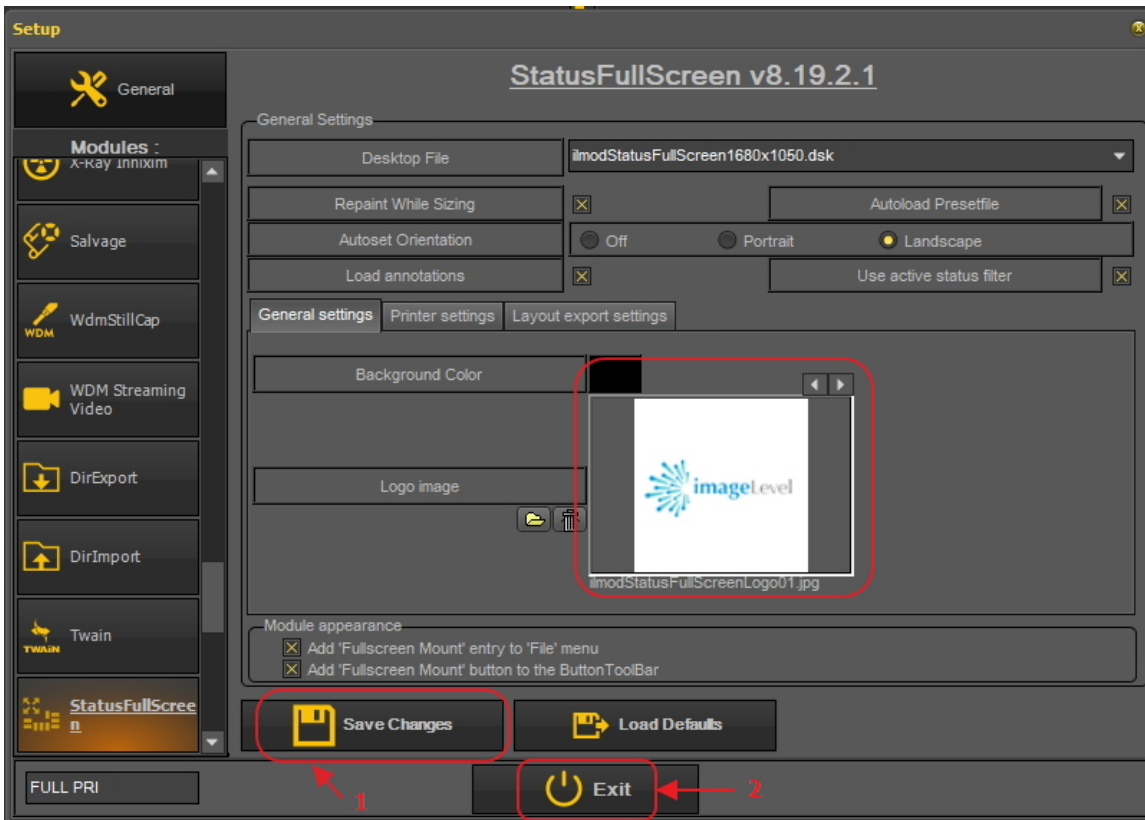 Setup
General
Modules :
X-Ray Innixim
Salvage
WDM
WdmStillCap
WDM Streaming
Video
DirExport
DirImport
TWAIN
Twain
StatusFullScree
n
FULL PRI
StatusFullScreen v8.19.2.1
General Settings
Desktop File
ilmodStatusFullScreen1680x1050.dsk
Repaint While Sizing
Autoload Presetfile
Autoset Orientation
Off
Portrait
Landscape
Load annotations
Use active status filter
General settings
Printer settings
Layout export settings
Background Color
Logo image
imageLevel
ilmodStatusFullScreenLogo01.jpg
Module appearance
Add 'Fullscreen Mount' entry to 'File' menu
Add 'Fullscreen Mount' button to the ButtonToolBar
Save Changes
Load Defaults
1
Exit
2